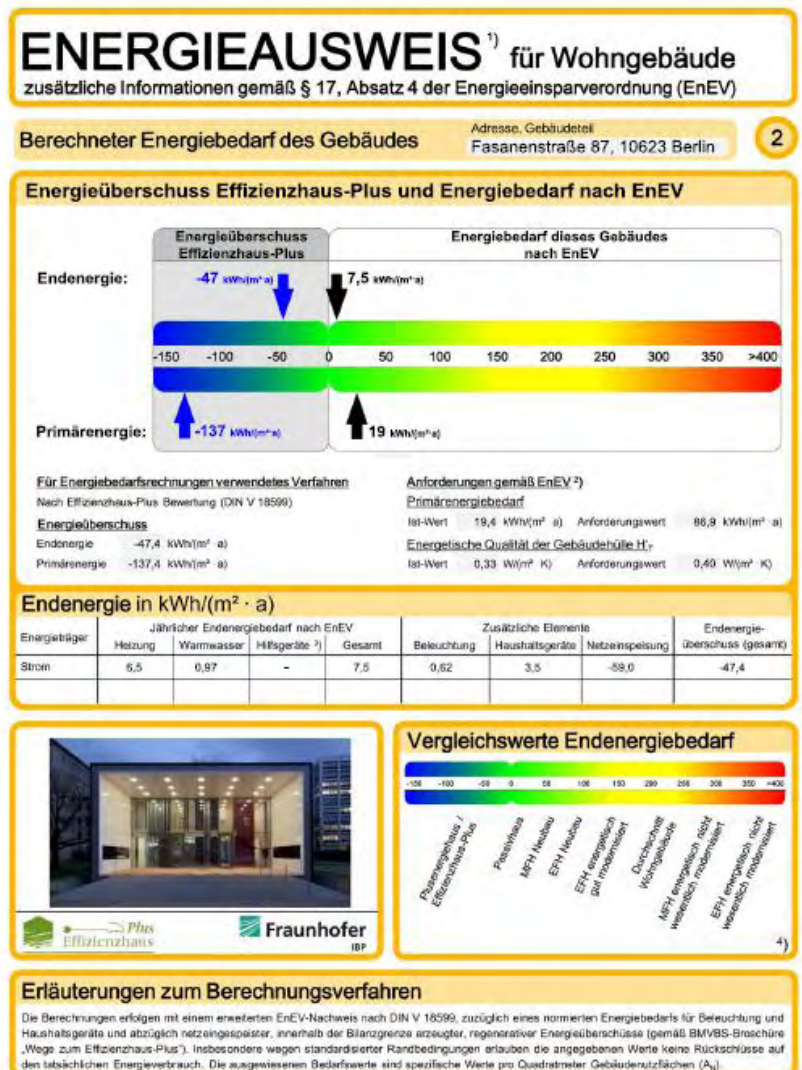 ENERGIEAUSWEIS 1) für Wohngebäude
zusätzliche Informationen gemäß § 17, Absatz 4 der Energieeinsparverordnung (EnEV)
Berechneter Energiebedarf des Gebäudes
Adresse, Gebäudeteil
Fasanenstraße 87, 10623 Berlin
2
Energieüberschuss Effizienzhaus-Plus und Energiebedarf nach EnEV
Energieüberschuss
Effizienzhaus-Plus
Energiebedarf dieses Gebäudes
nach EnEV
Endenergie:
-47 kWh/(m²·a)
7,5 kWh/(m²·a)
-150 -100 -50 0 50 100 150 200 250 300 350 >400
Primärenergie:
-137 kWh/(m²·a)
19 kWh/(m²·a)
Für Energiebedarfsrechnungen verwendetes Verfahren
Nach Effizienzhaus-Plus Bewertung (DIN V 18599)
Energieüberschuss
Endenergie -47,4 kWh/(m² a)
Primärenergie -137,4 kWh/(m² a)
Anforderungen gemäß EnEV 2)
Primärenergiebedarf
Ist-Wert 19,4 kWh/(m² a) Anforderungswert 86,9 kWh/(m² a)
Energetische Qualität der Gebäudehülle H'T
Ist-Wert 0,33 W/(m² K) Anforderungswert 0,40 W/(m² K)
Endenergie in kWh/(m² · a)
Energieträger
Jährlicher Endenergiebedarf nach EnEV
Zusätzliche Elemente
Endenergie-
überschuss (gesamt)
Heizung Warmwasser Hilfsgeräte 3) Gesamt Beleuchtung Haushaltsgeräte Netzeinspeisung
Strom 6,5 0,97 – 7,5 0,62 3,5 -59,0 -47,4
Plus
Effizienzhaus
Fraunhofer
IBP
Vergleichswerte Endenergiebedarf
-150 -100 -50 0 50 100 150 200 250 300 350 >400
Plusenergiehaus /
Effizienzhaus-Plus
Passivhaus
MFH Neubau
EFH Neubau
EFH energetisch
gut modernisiert
Durchschnitt
Wohngebäude
MFH energetisch nicht
wesentlich modernisiert
EFH energetisch nicht
wesentlich modernisiert
4)
Erläuterungen zum Berechnungsverfahren
Die Berechnungen erfolgen mit einem erweiterten EnEV-Nachweis nach DIN V 18599, zuzüglich eines normierten Energiebedarfs für Beleuchtung und
Haushaltsgeräte und abzüglich netzeingespeister, innerhalb der Bilanzgrenze erzeugter, regenerativer Energieüberschüsse (gemäß BMVBS-Broschüre
„Wege zum Effizienzhaus-Plus"). Insbesondere wegen standardisierter Randbedingungen erlauben die angegebenen Werte keine Rückschlüsse auf
den tatsächlichen Energieverbrauch. Die ausgewiesenen Bedarfswerte sind spezifische Werte pro Quadratmeter Gebäudenutzflächen (AN).